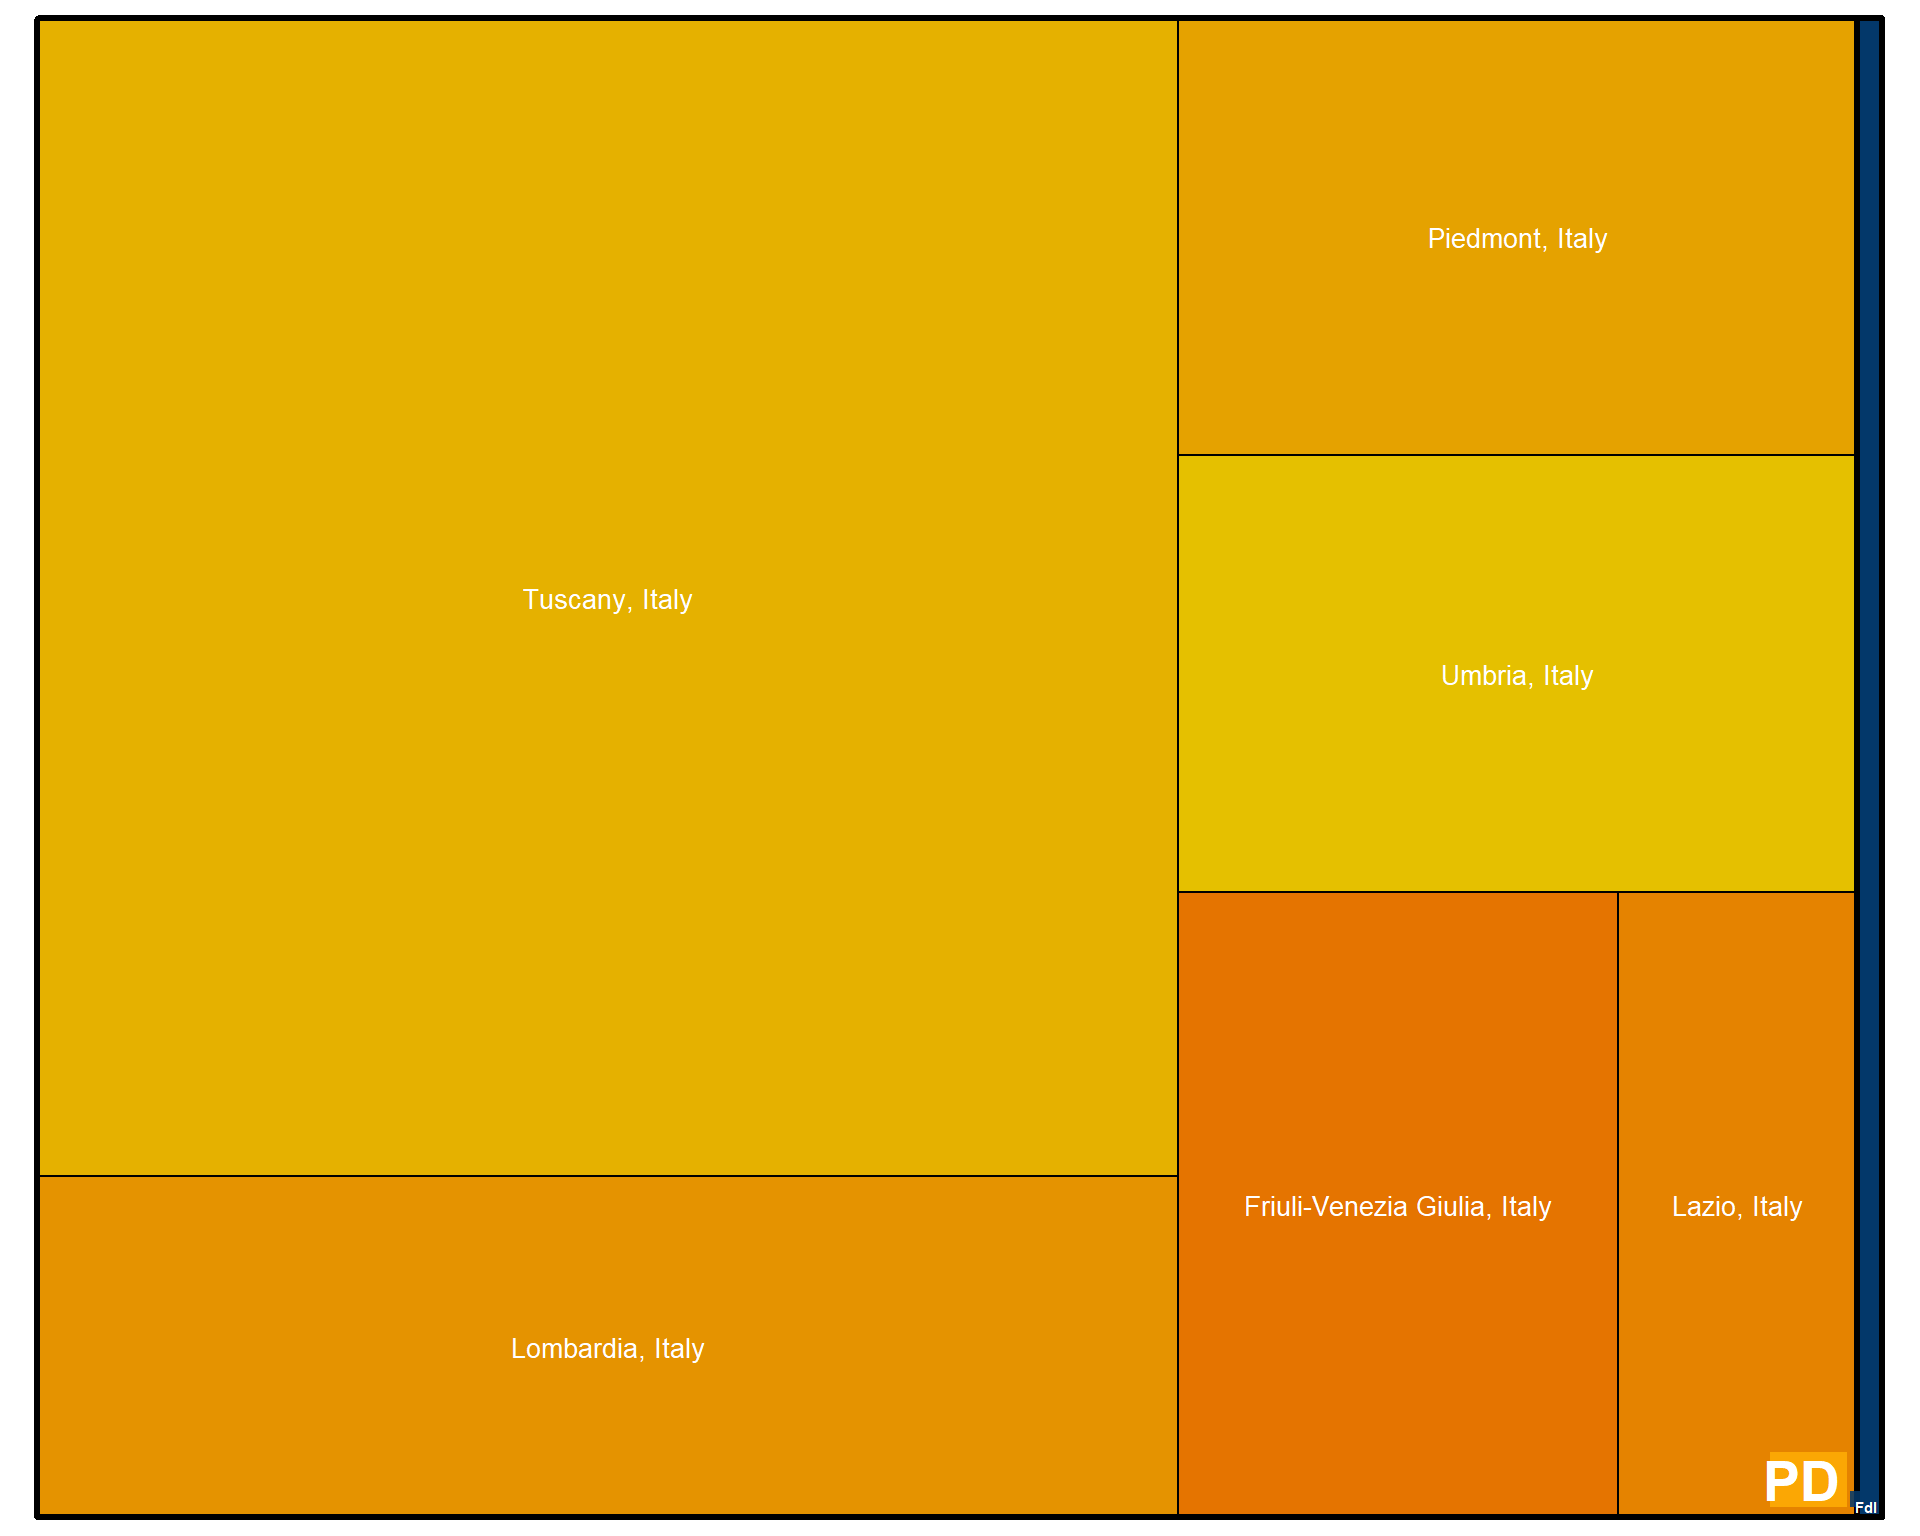 Piedmont, Italy
Tuscany, Italy
Umbria, Italy
Friuli-Venezia Giulia, Italy
Lazio, Italy
Lombardia, Italy
PD
FdI